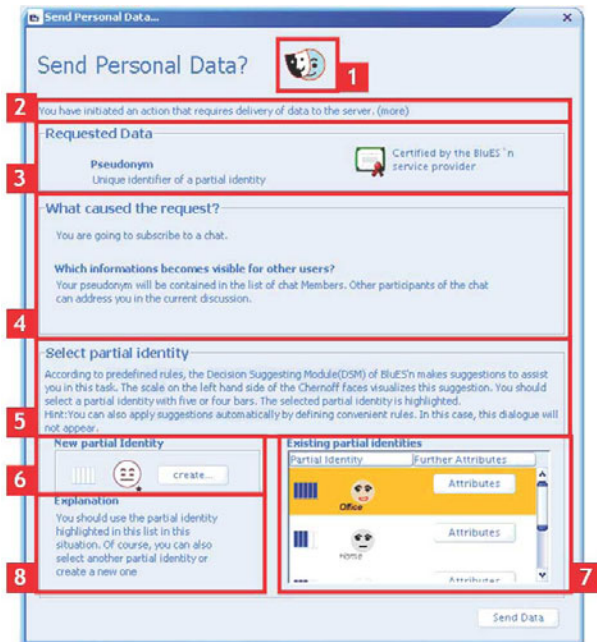 Send Personal Data...
Send Personal Data?
1
2
You have initiated an action that requires delivery of data to the server. (more)
Requested Data
Pseudonym
Unique identifier of a partial identity
Certified by the BluES`n
service provider
3
What caused the request?
You are going to subscribe to a chat.
Which informations becomes visible for other users?
Your pseudonym will be contained in the list of chat Members. Other participants of the chat
can address you in the current discussion.
4
Select partial identity
According to predefined rules, the Decision Suggesting Module(DSM) of BluES'n makes suggestions to assist
you in this task. The scale on the left hand side of the Chernoff faces visualizes this suggestion. You should
select a partial identity with five or four bars. The selected partial identity is highlighted.
Hint:You can also apply suggestions automatically by defining convenient rules. In this case, this dialogue will
not appear.
5
New partial Identity
create...
6
Explanation
You should use the partial identity
highlighted in this list in this
situation. Of course, you can also
select another partial identity or
create a new one
8
Existing partial identities
Partial Identity Further Attributes
Attributes
Office
Attributes
Home
Attributes
7
Send Data